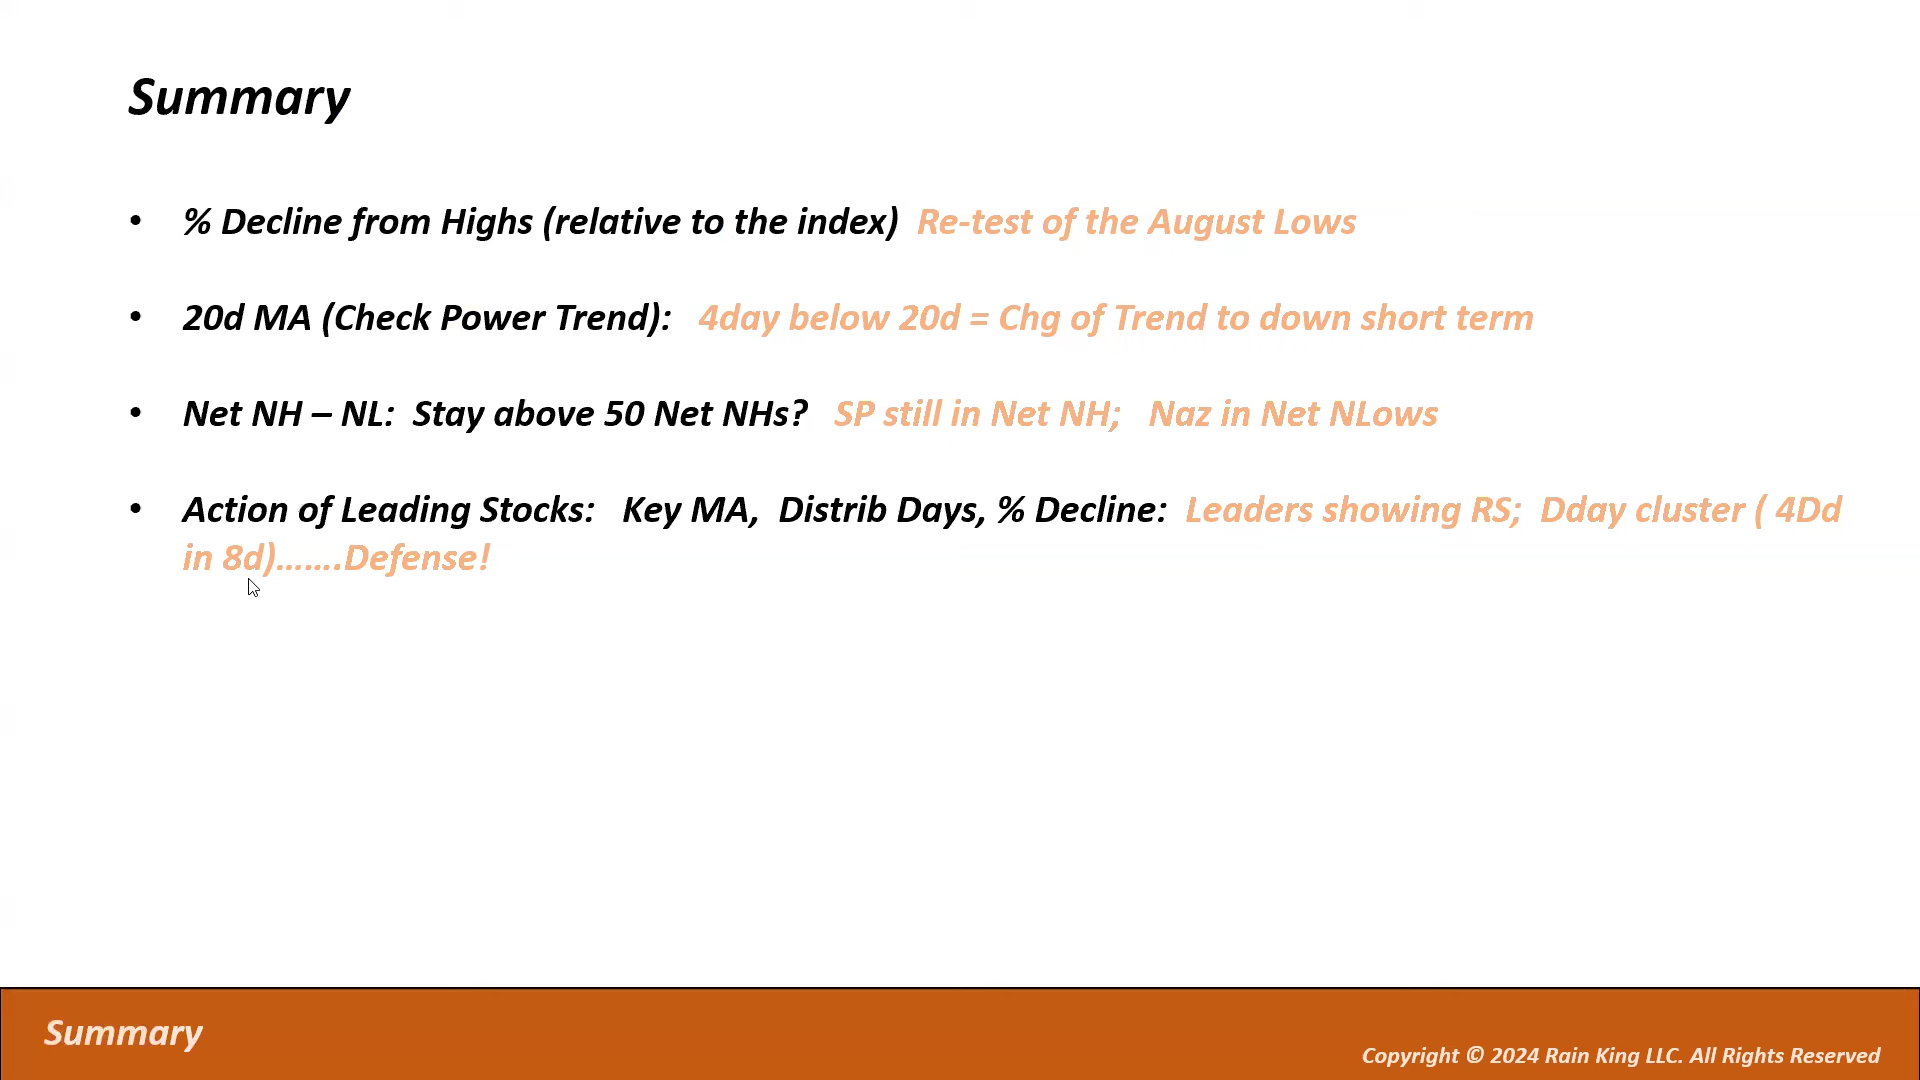 Summary
• % Decline from Highs (relative to the index) Re-test of the August Lows
• 20d MA (Check Power Trend): 4day below 20d = Chg of Trend to down short term
• Net NH – NL: Stay above 50 Net NHs? SP still in Net NH; Naz in Net NLows
• Action of Leading Stocks: Key MA, Distrib Days, % Decline: Leaders showing RS; Dday cluster ( 4Dd
in 8d)…….Defense!
Summary
Copyright © 2024 Rain King LLC. All Rights Reserved